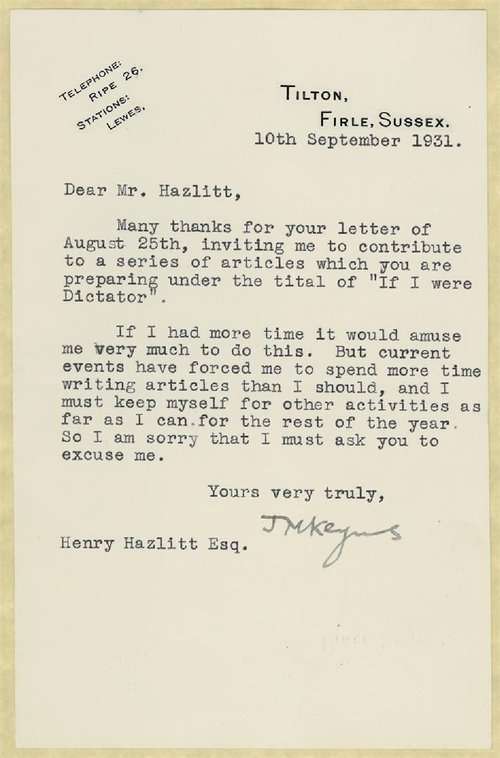 TELEPHONE:
RIPE 26.
STATIONS:
LEWES,
TILTON,
FIRLE, SUSSEX.
10th September 1931.
Dear Mr. Hazlitt,
Many thanks for your letter of
August 25th, inviting me to contribute
to a series of articles which you are
preparing under the tital of "If I were
Dictator".
If I had more time it would amuse
me very much to do this. But current
events have forced me to spend more time
writing articles than I should, and I
must keep myself for other activities as
far as I can.for the rest of the year.
So I am sorry that I must ask you to
excuse me.
Yours very truly,
JMKeynes
Henry Hazlitt Esq.